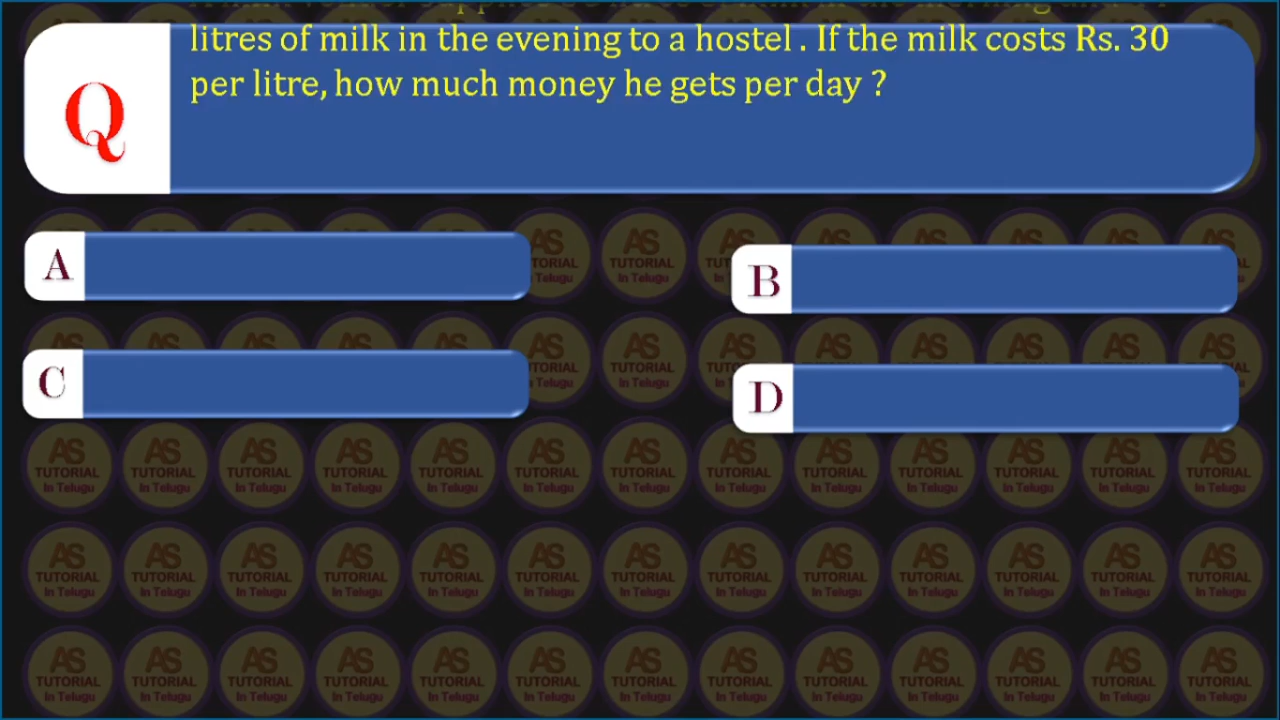 litres of milk in the evening to a hostel . If the milk costs Rs. 30
per litre, how much money he gets per day ?
Q
A
B
C
D
AS
TUTORIAL
In Telugu